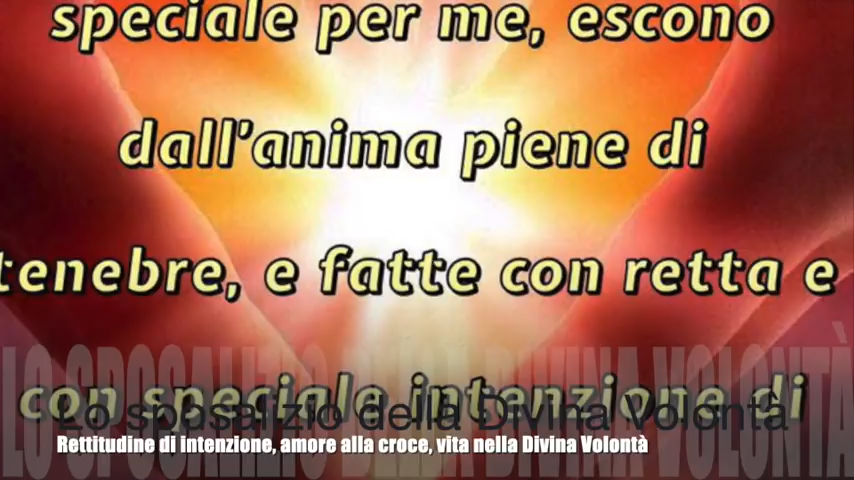 speciale per me, escono
dall'anima piene di
tenebre, e fatte con retta e
con speciale intenzione di
LO SPOSALIZIO DELLA DIVINA VOLONTÀ
Lo sposalizio della Divina Volontà
Rettitudine di intenzione, amore alla croce, vita nella Divina Volontà